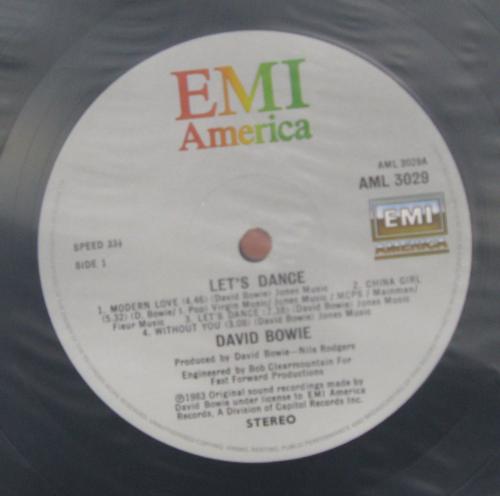 EMI
America
AML 3029A
AML 3029
EMI
AMERICA
SPEED 33⅓
SIDE 1
LET'S DANCE
1. MODERN LOVE (4.46) (David Bowie) Jones Music 2. CHINA GIRL
(5.32) (D. Bowie/ I. Pop) Virgin Music/ Jones Music / MCPS / Mainman/
Fleur Music 3. LET'S DANCE (7.38) (David Bowie) Jones Music
4. WITHOUT YOU (3.08) (David Bowie) Jones Music
DAVID BOWIE
Produced by David Bowie—Nile Rodgers
Engineered by Bob Clearmountain For
Fast Forward Productions
Ⓟ1983 Original sound recordings made by
David Bowie under license to EMI America
Records, A Division of Capitol Records Inc.
STEREO